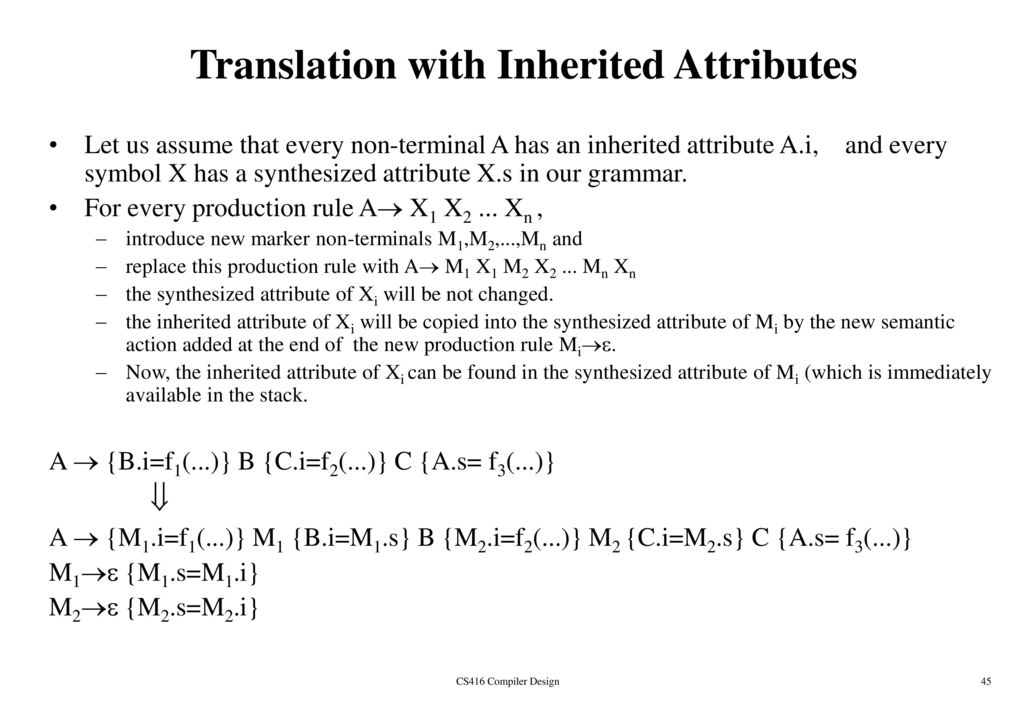 Translation with Inherited Attributes
• Let us assume that every non-terminal A has an inherited attribute A.i, and every
symbol X has a synthesized attribute X.s in our grammar.
• For every production rule A→ X₁ X₂ ... Xₙ ,
– introduce new marker non-terminals M₁,M₂,...,Mₙ and
– replace this production rule with A→ M₁ X₁ M₂ X₂ ... Mₙ Xₙ
– the synthesized attribute of Xᵢ will be not changed.
– the inherited attribute of Xᵢ will be copied into the synthesized attribute of Mᵢ by the new semantic
action added at the end of the new production rule Mᵢ→ε.
– Now, the inherited attribute of Xᵢ can be found in the synthesized attribute of Mᵢ (which is immediately
available in the stack.
A → {B.i=f₁(...)} B {C.i=f₂(...)} C {A.s= f₃(...)}
⇓
A → {M₁.i=f₁(...)} M₁ {B.i=M₁.s} B {M₂.i=f₂(...)} M₂ {C.i=M₂.s} C {A.s= f₃(...)}
M₁→ε {M₁.s=M₁.i}
M₂→ε {M₂.s=M₂.i}
CS416 Compiler Design 45